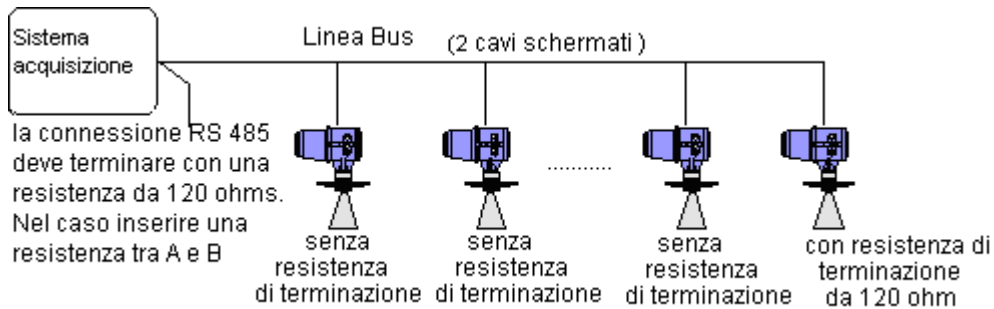 Sistema
acquisizione
Linea Bus
(2 cavi schermati )
la connessione RS 485
deve terminare con una
resistenza da 120 ohms.
Nel caso inserire una
resistenza tra A e B
............
senza
resistenza
di terminazione
senza
resistenza
di terminazione
senza
resistenza
di terminazione
con resistenza di
terminazione
da 120 ohm